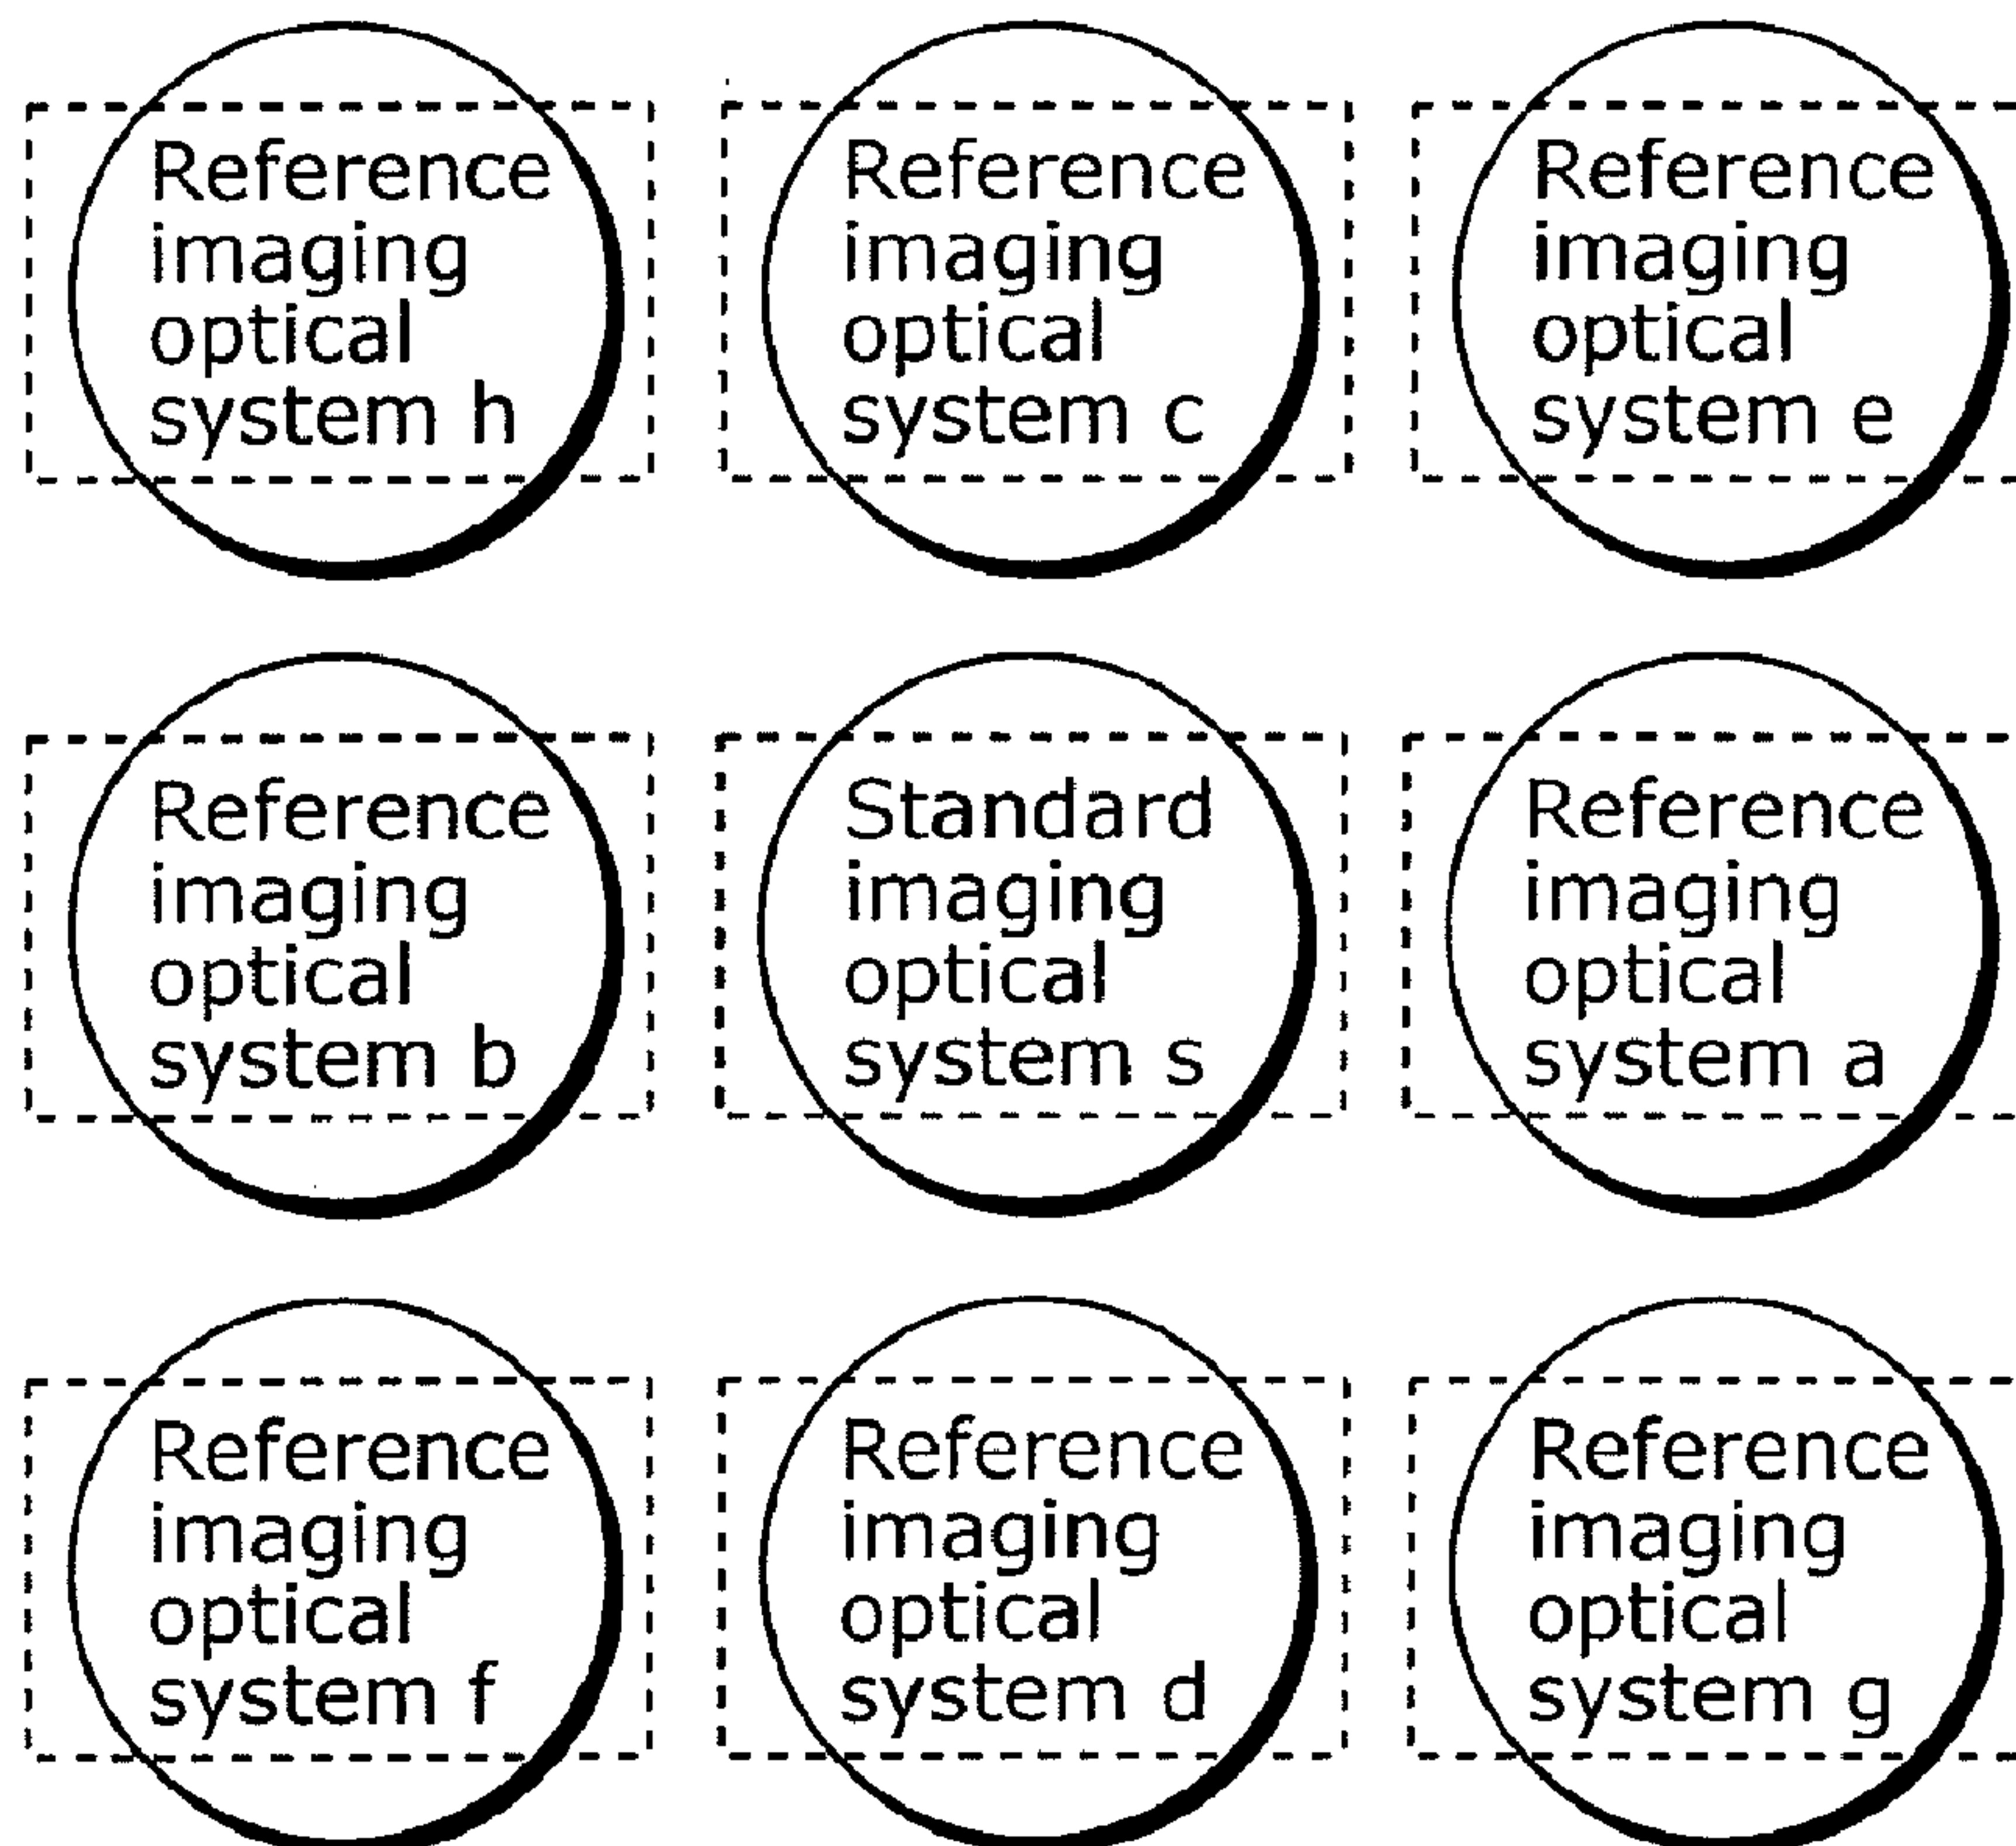 Reference
imaging
optical
system h
Reference
imaging
optical
system c
Reference
imaging
optical
system e
Reference
imaging
optical
system b
Standard
imaging
optical
system s
Reference
imaging
optical
system a
Reference
imaging
optical
system f
Reference
imaging
optical
system d
Reference
imaging
optical
system g